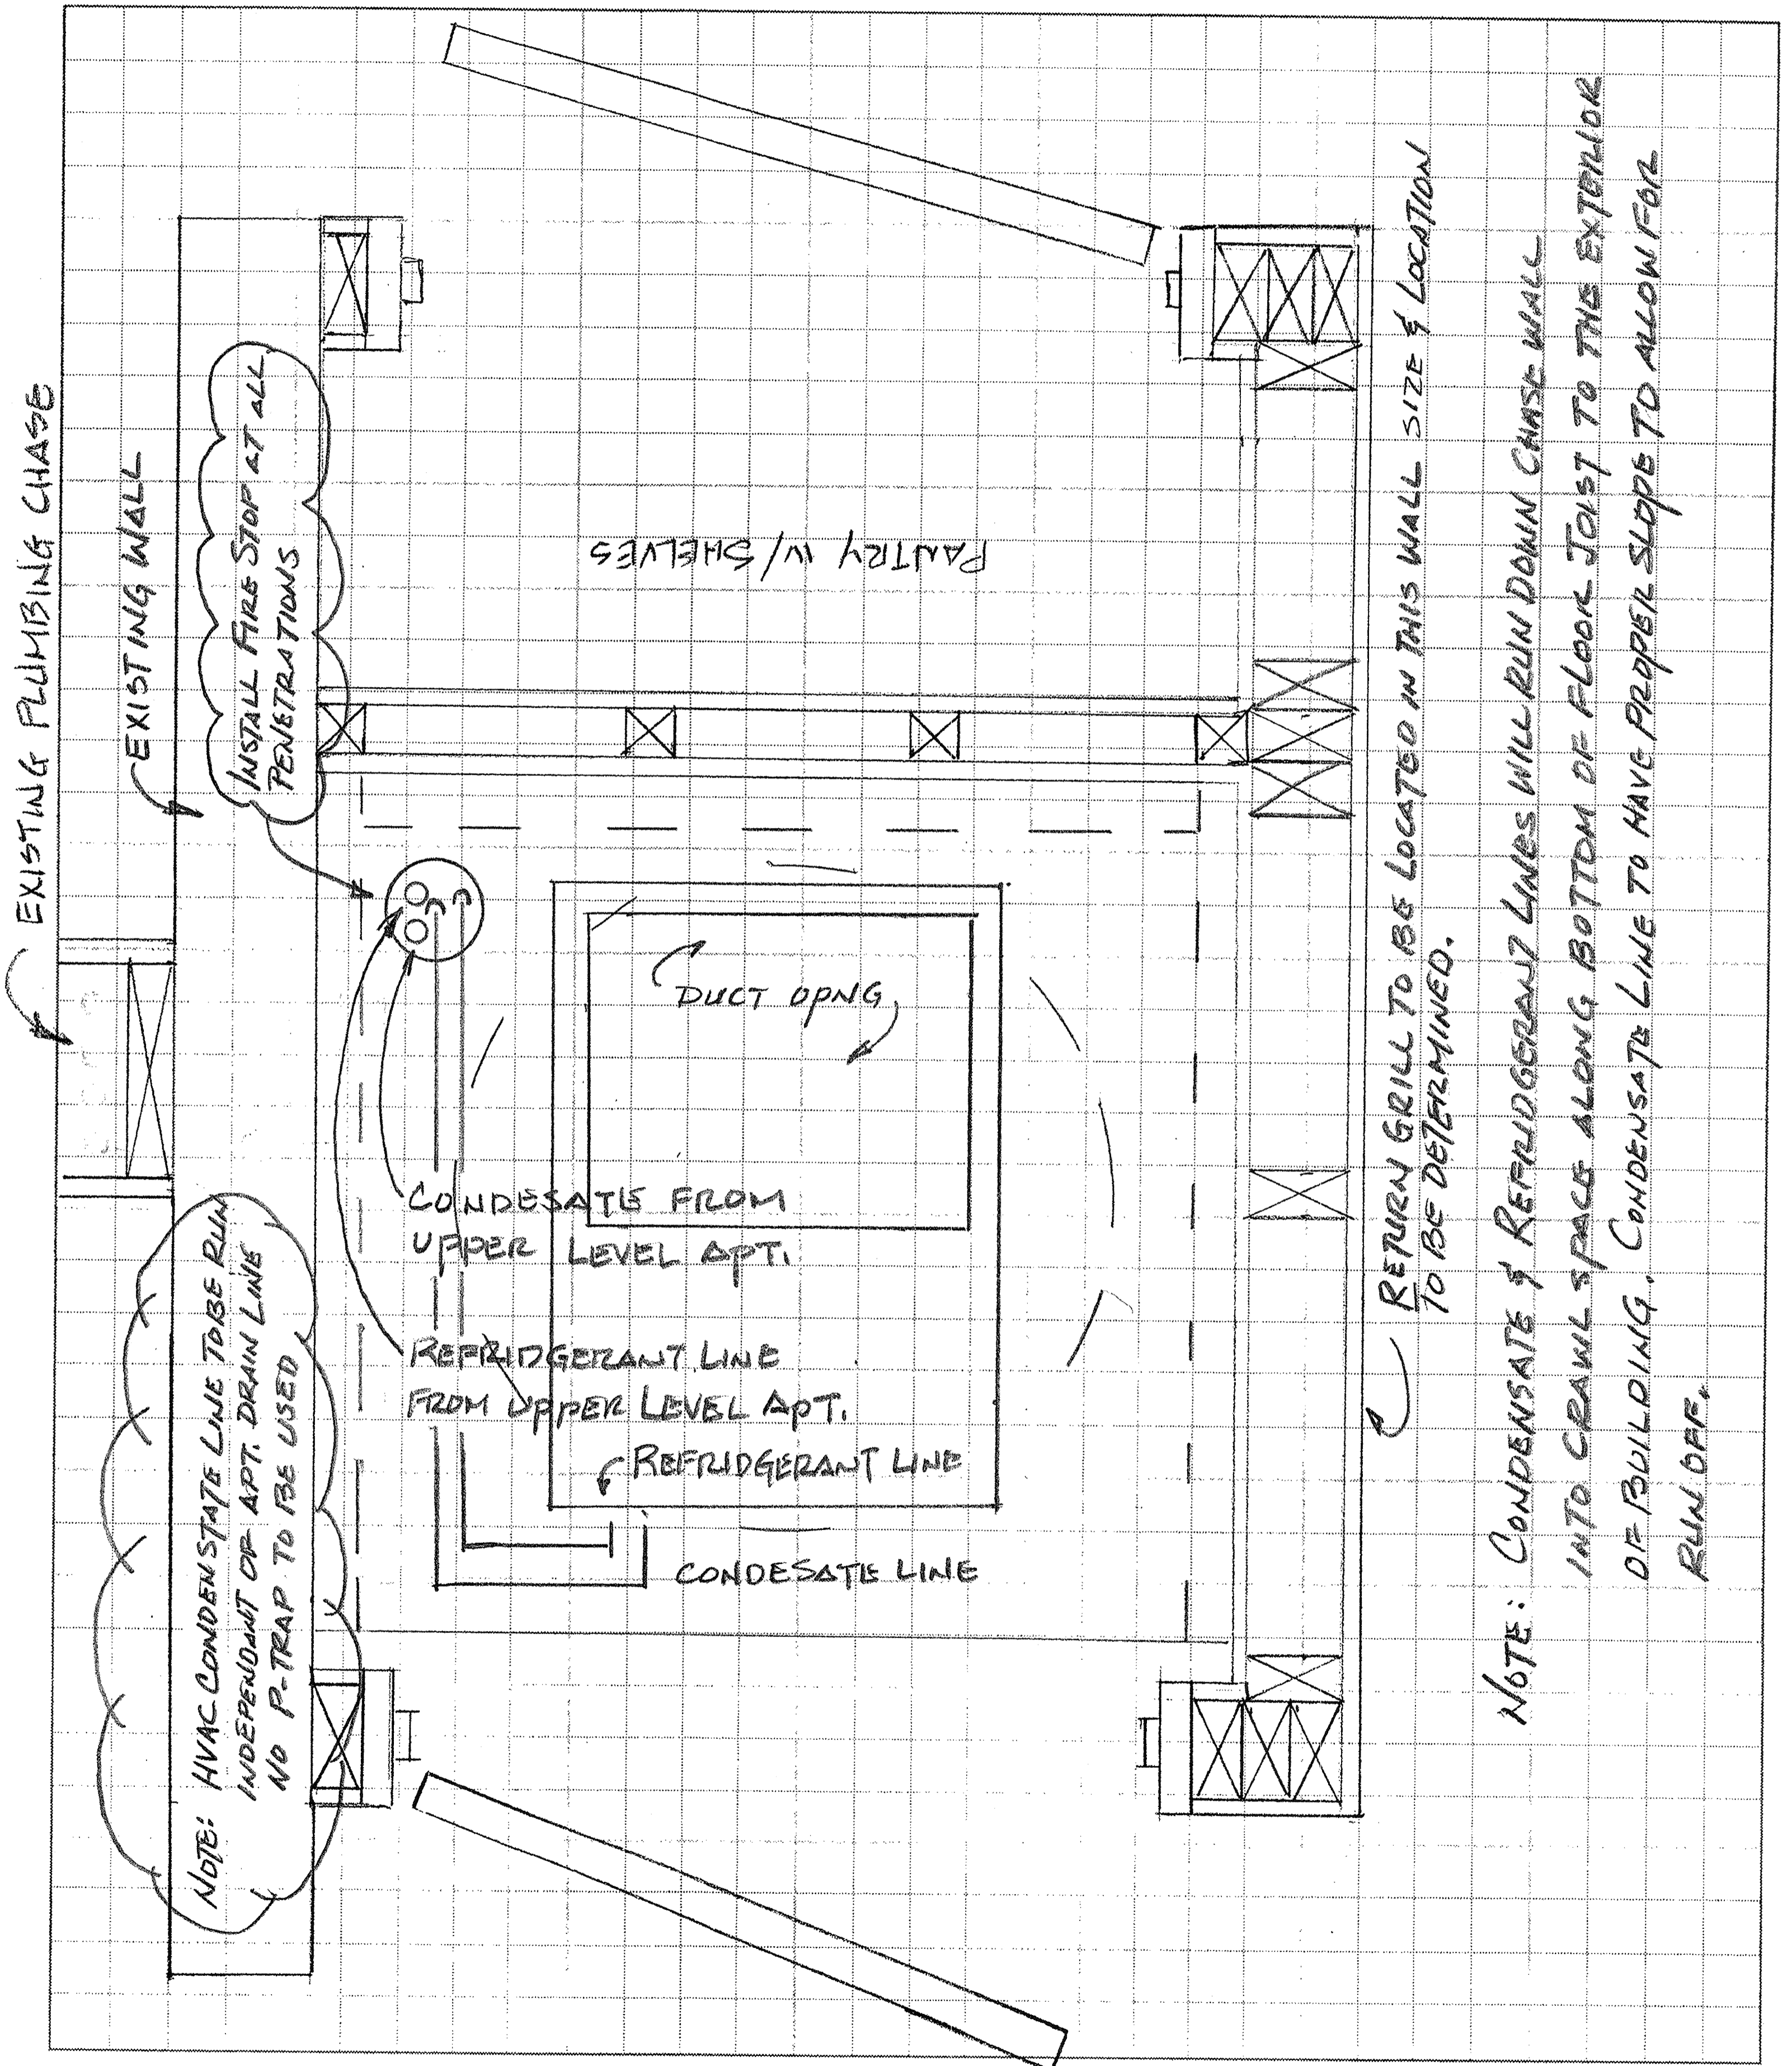 EXISTING PLUMBING CHASE
EXISTING WALL
INSTALL FIRE STOP AT ALL
PENETRATIONS
PANTRY W/ SHELVES
DUCT OPNG
CONDESATE FROM
UPPER LEVEL APT.
REFRIDGERANT LINE
FROM UPPER LEVEL APT.
REFRIDGERANT LINE
CONDESATE LINE
NOTE: HVAC CONDENSTATE LINE TO BE RUN
INDEPENDANT OF APT. DRAIN LINE
NO P-TRAP TO BE USED
RETURN GRILL TO BE LOCATED IN THIS WALL SIZE & LOCATION
TO BE DETERMINED.
NOTE: CONDENSATE & REFRIDGERANT LINES WILL RUN DOWN CHASE WALL
INTO CRAWL SPACE ALONG BOTTOM OF FLOOR JOIST TO THE EXTERIOR
OF BUILDING. CONDENSATE LINE TO HAVE PROPER SLOPE TO ALLOW FOR
RUN OFF.